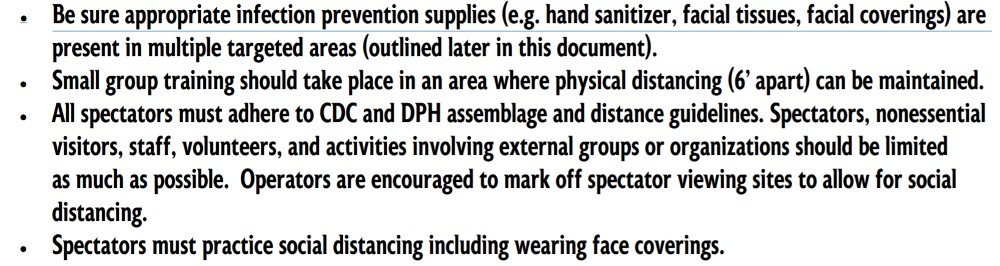 • Be sure appropriate infection prevention supplies (e.g. hand sanitizer, facial tissues, facial coverings) are
present in multiple targeted areas (outlined later in this document).
• Small group training should take place in an area where physical distancing (6’ apart) can be maintained.
• All spectators must adhere to CDC and DPH assemblage and distance guidelines. Spectators, nonessential
visitors, staff, volunteers, and activities involving external groups or organizations should be limited
as much as possible.  Operators are encouraged to mark off spectator viewing sites to allow for social
distancing.
• Spectators must practice social distancing including wearing face coverings.